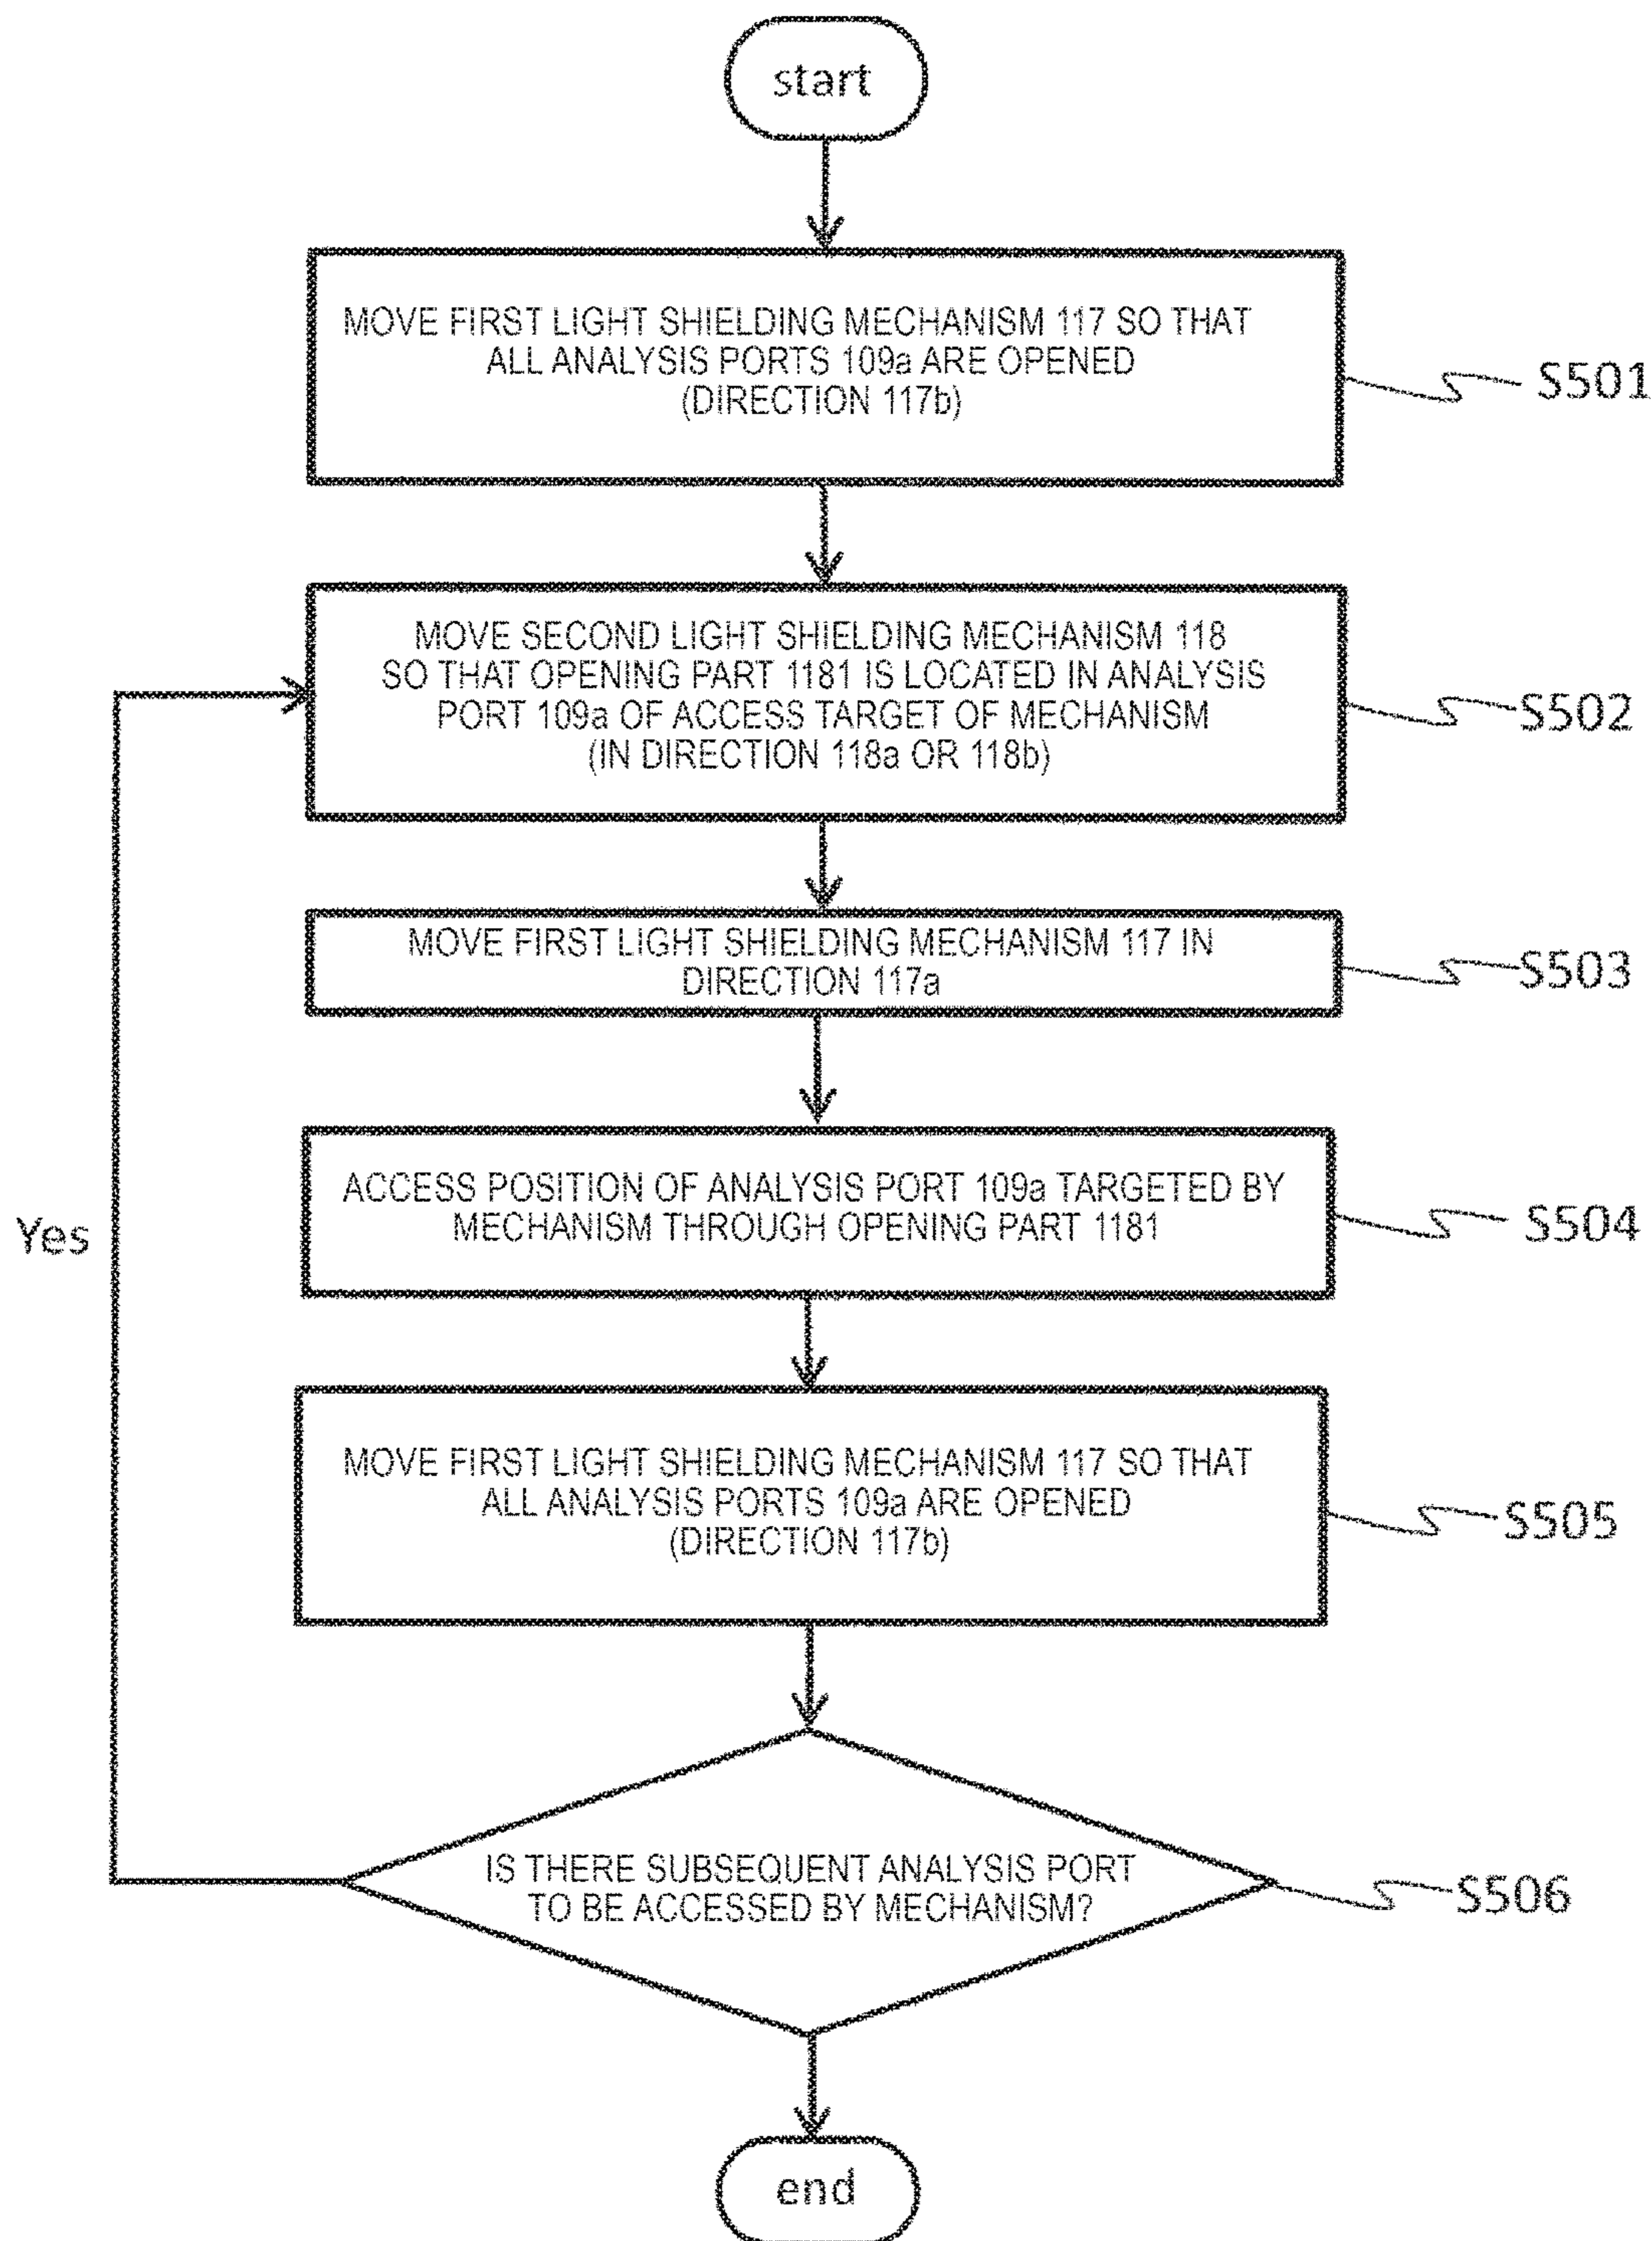 start
MOVE FIRST LIGHT SHIELDING MECHANISM 117 SO THAT
ALL ANALYSIS PORTS 109a ARE OPENED
(DIRECTION 117b)
S501
MOVE SECOND LIGHT SHIELDING MECHANISM 118
SO THAT OPENING PART 1181 IS LOCATED IN ANALYSIS
PORT 109a OF ACCESS TARGET OF MECHANISM
(IN DIRECTION 118a OR 118b)
S502
MOVE FIRST LIGHT SHIELDING MECHANISM 117 IN
DIRECTION 117a
S503
ACCESS POSITION OF ANALYSIS PORT 109a TARGETED BY
MECHANISM THROUGH OPENING PART 1181
S504
Yes
MOVE FIRST LIGHT SHIELDING MECHANISM 117 SO THAT
ALL ANALYSIS PORTS 109a ARE OPENED
(DIRECTION 117b)
S505
IS THERE SUBSEQUENT ANALYSIS PORT
TO BE ACCESSED BY MECHANISM?
S506
end